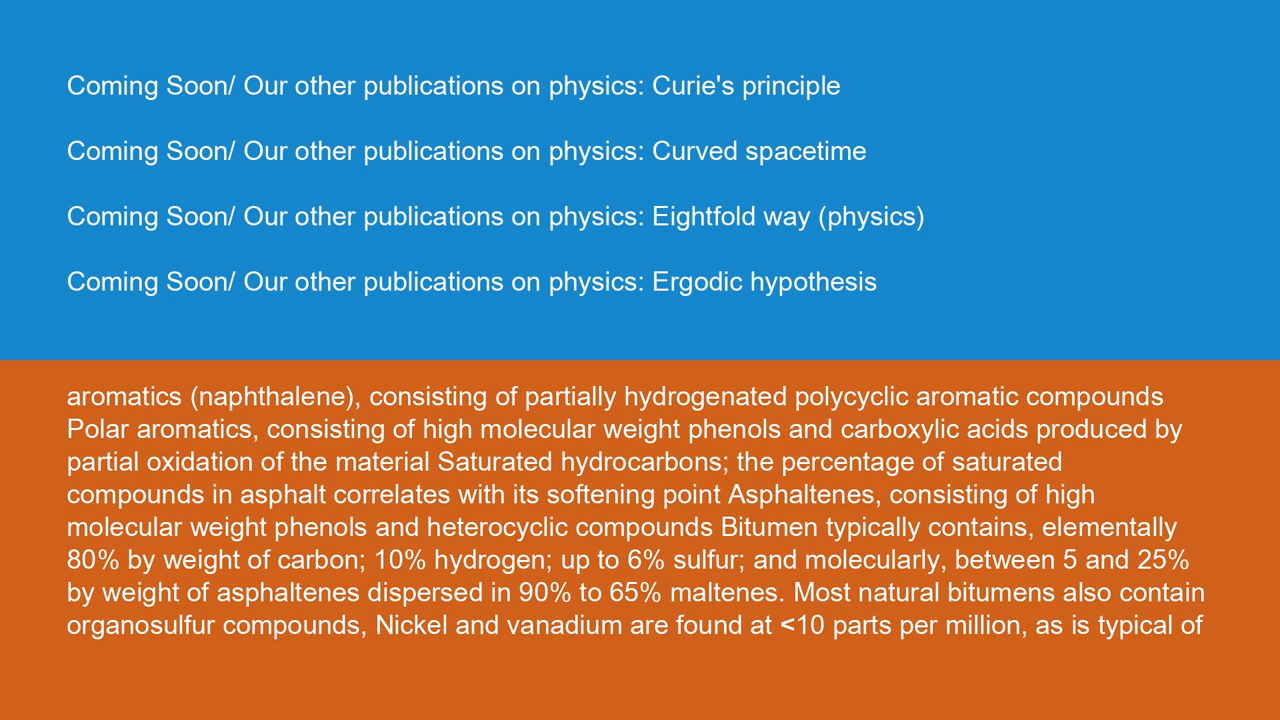 Coming Soon/ Our other publications on physics: Curie's principle
Coming Soon/ Our other publications on physics: Curved spacetime
Coming Soon/ Our other publications on physics: Eightfold way (physics)
Coming Soon/ Our other publications on physics: Ergodic hypothesis
aromatics (naphthalene), consisting of partially hydrogenated polycyclic aromatic compounds
Polar aromatics, consisting of high molecular weight phenols and carboxylic acids produced by
partial oxidation of the material Saturated hydrocarbons; the percentage of saturated
compounds in asphalt correlates with its softening point Asphaltenes, consisting of high
molecular weight phenols and heterocyclic compounds Bitumen typically contains, elementally
80% by weight of carbon; 10% hydrogen; up to 6% sulfur; and molecularly, between 5 and 25%
by weight of asphaltenes dispersed in 90% to 65% maltenes. Most natural bitumens also contain
organosulfur compounds, Nickel and vanadium are found at <10 parts per million, as is typical of